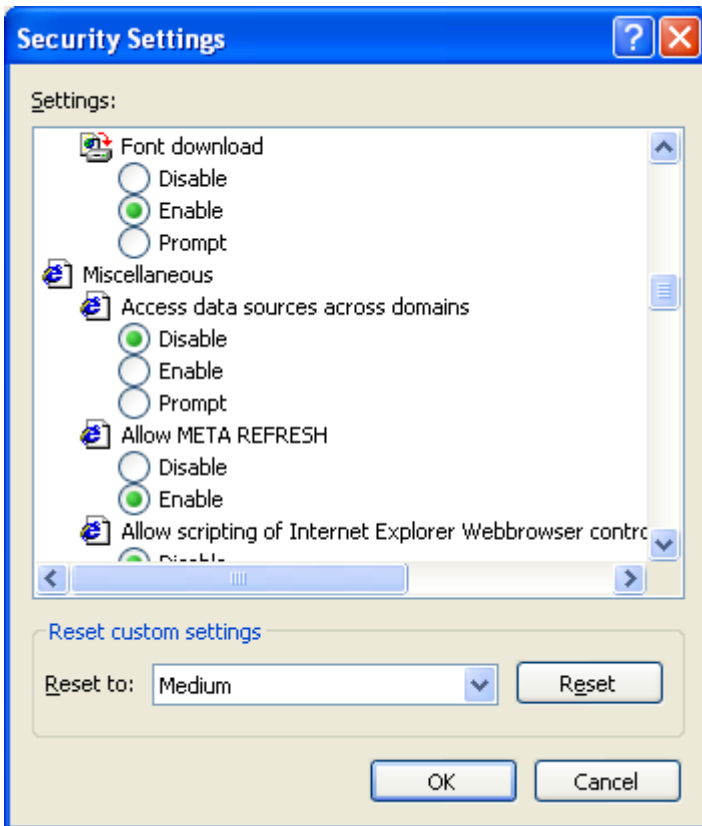 Security Settings
Settings:
Font download
Disable
Enable
Prompt
Miscellaneous
Access data sources across domains
Disable
Enable
Prompt
Allow META REFRESH
Disable
Enable
Allow scripting of Internet Explorer Webbrowser contro
Disable
Reset custom settings
Reset to: Medium Reset
OK Cancel